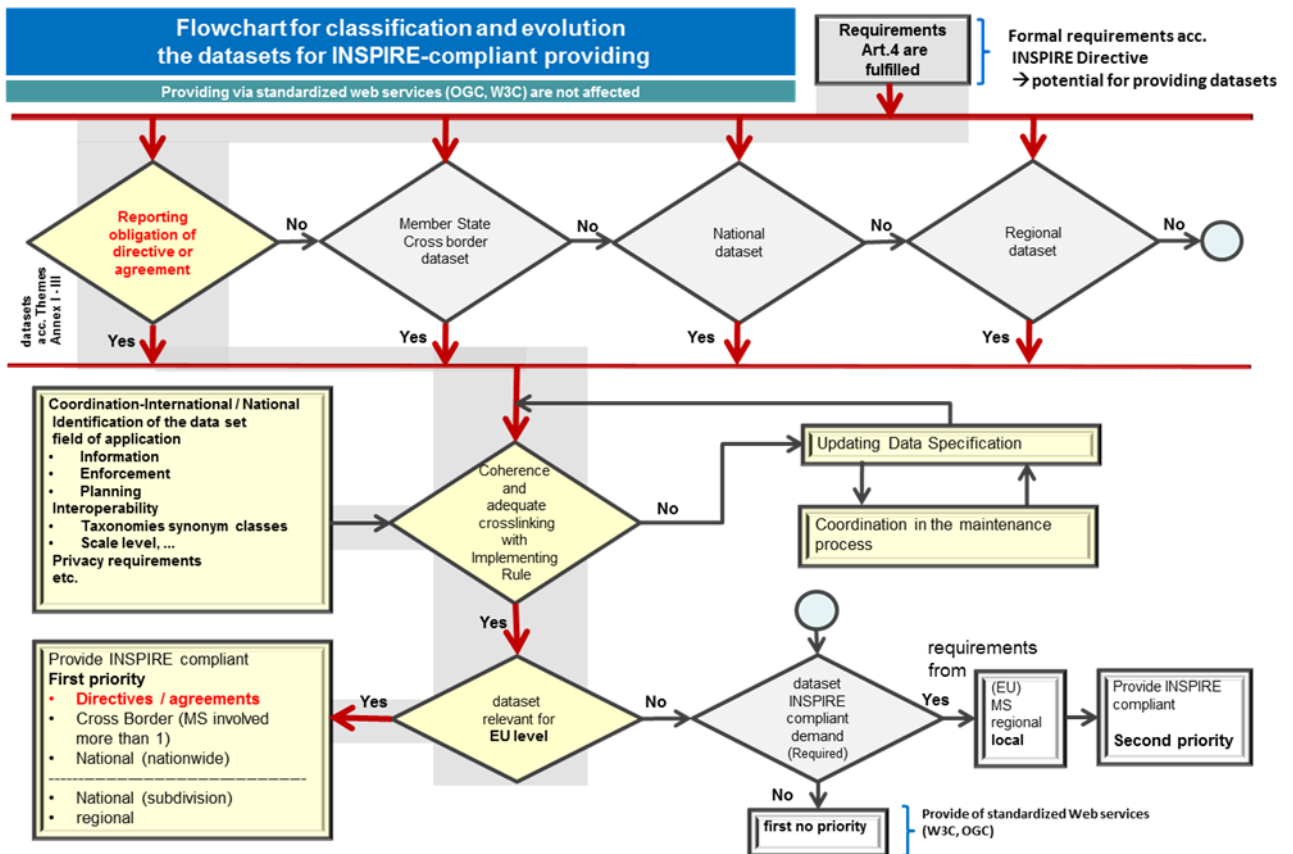 Flowchart for classification and evolution
the datasets for INSPIRE-compliant providing
Providing via standardized web services (OGC, W3C) are not affected
Requirements
Art.4 are
fulfilled
Formal requirements acc.
INSPIRE Directive
→ potential for providing datasets
Reporting
obligation of
directive or
agreement
No
Member State
Cross border
dataset
No
National
dataset
No
Regional
dataset
No
datasets
acc. Themes
Annex I - III
Yes
Yes
Yes
Yes
Coordination-International / National
Identification of the data set
field of application
• Information
• Enforcement
• Planning
Interoperability
• Taxonomies synonym classes
• Scale level, ...
Privacy requirements
etc.
Coherence
and
adequate
crosslinking
with
Implementing
Rule
No
Updating Data Specification
Coordination in the maintenance
process
Yes
Provide INSPIRE compliant
First priority
• Directives / agreements
• Cross Border (MS involved
more than 1)
• National (nationwide)
• National (subdivision)
• regional
Yes
dataset
relevant for
EU level
No
dataset
INSPIRE
compliant
demand
(Required)
Yes
requirements
from
(EU)
MS
regional
local
Provide INSPIRE
compliant
Second priority
No
first no priority
Provide of standardized Web services
(W3C, OGC)